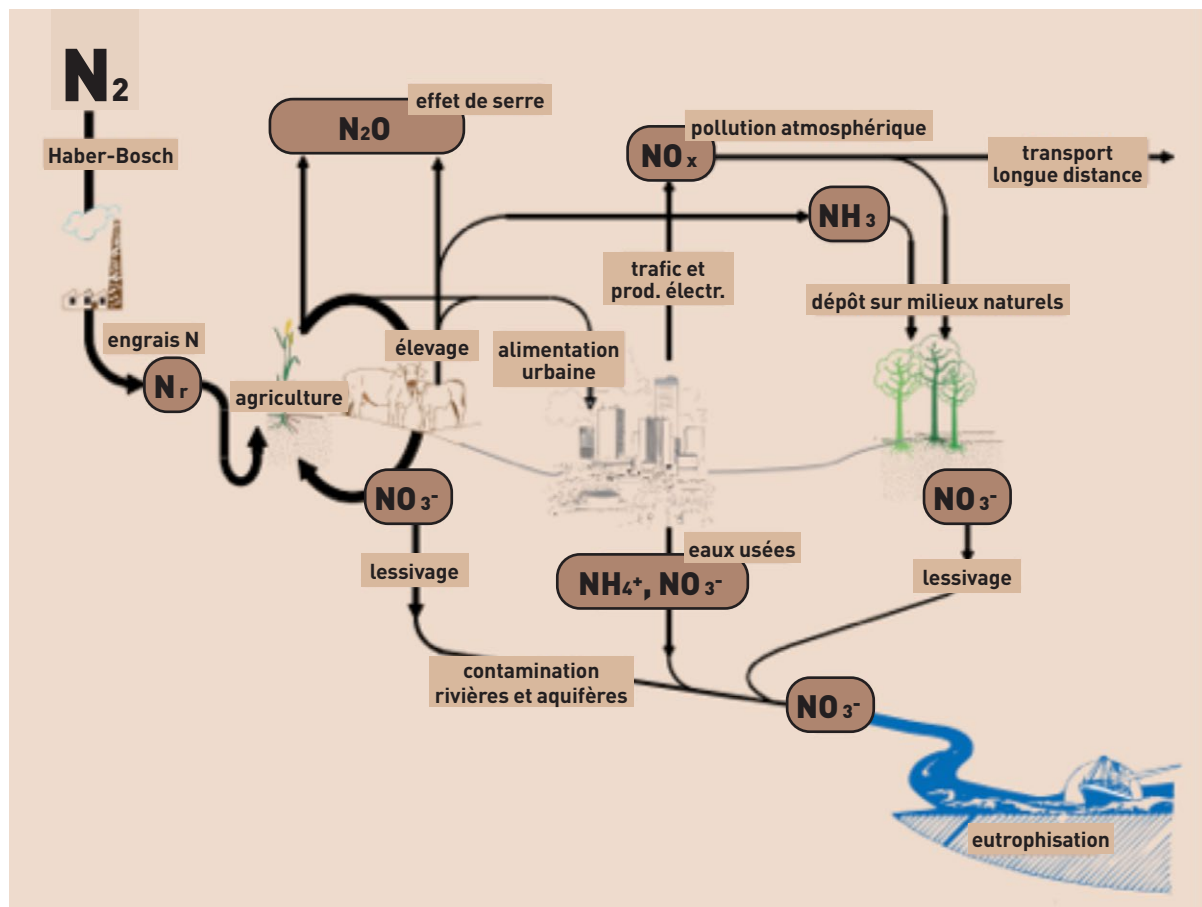 N₂
Haber-Bosch
engrais N
Nr
agriculture
N₂O
effet de serre
élevage
alimentation
urbaine
NOx
pollution atmosphérique
transport
longue distance
NH₃
trafic et
prod. électr.
dépôt sur milieux naturels
NO₃⁻
lessivage
eaux usées
NH₄⁺, NO₃⁻
NO₃⁻
lessivage
contamination
rivières et aquifères
NO₃⁻
eutrophisation